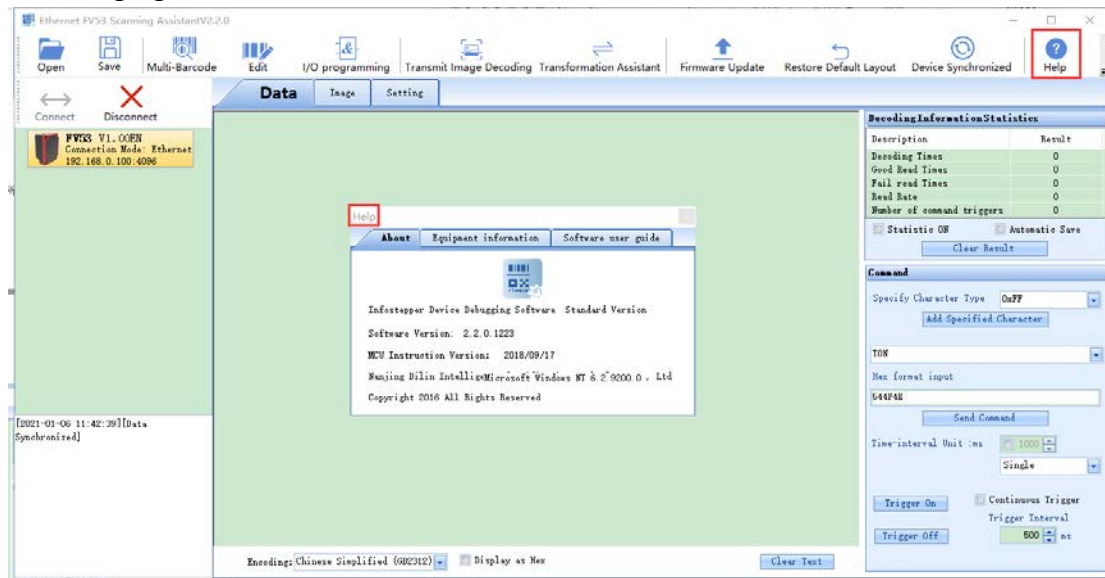 Ethernet FV53 Scanning AssistantV2.2.0
Open Save Multi-Barcode Edit I/O programming Transmit Image Decoding Transformation Assistant Firmware Update Restore Default Layout Device Synchronized Help
Connect Disconnect
Data Image Setting
FV53 V1.00EN
Connection Mode: Ethernet
192.168.0.100:4096
[2021-01-06 11:42:39][Data
Synchronized]
Help
About Equipment information Software user guide
Infostepper Device Debugging Software Standard Version
Software Version: 2.2.0.1223
MCU Instruction Version: 2018/09/17
Nanjing Bilin Intellig Microsoft Windows NT 6.2.9200.0 , Ltd
Copyright 2016 All Rights Reserved
Encoding: Chinese Simplified (GB2312) Display as Hex Clear Text
DecodingInformationStatistics
Description Result
Decoding Times 0
Good Read Times 0
Fail read Times 0
Read Rate 0
Number of command triggers 0
Statistic ON Automatic Save
Clear Result
Command
Specify Character Type 0xFF
Add Specified Character
TON
Hex format input
544F4E
Send Command
Time-interval Unit :ms 1000
Single
Trigger On Continuous Trigger
Trigger Interval
Trigger Off 500 ms